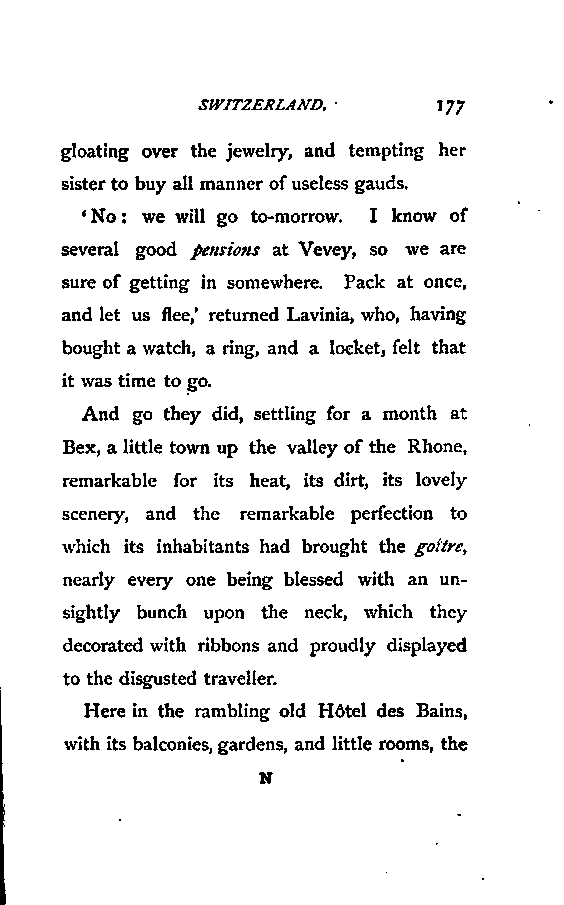 SWITZERLAND. 177
gloating over the jewelry, and tempting her
sister to buy all manner of useless gauds.
‘No: we will go to-morrow. I know of
several good pensions at Vevey, so we are
sure of getting in somewhere. Pack at once,
and let us flee,’ returned Lavinia, who, having
bought a watch, a ring, and a locket, felt that
it was time to go.
And go they did, settling for a month at
Bex, a little town up the valley of the Rhone,
remarkable for its heat, its dirt, its lovely
scenery, and the remarkable perfection to
which its inhabitants had brought the goître,
nearly every one being blessed with an un-
sightly bunch upon the neck, which they
decorated with ribbons and proudly displayed
to the disgusted traveller.
Here in the rambling old Hôtel des Bains,
with its balconies, gardens, and little rooms, the
N